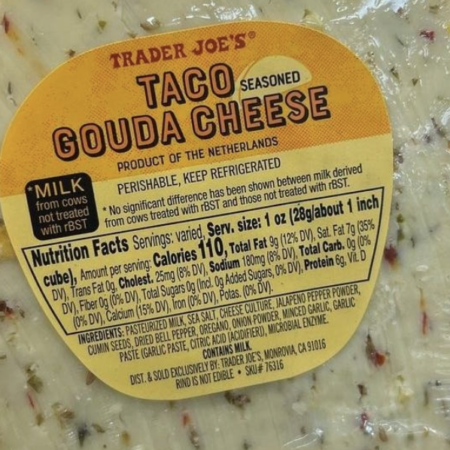 TRADER JOE'S®
TACO SEASONED
GOUDA CHEESE
PRODUCT OF THE NETHERLANDS
PERISHABLE, KEEP REFRIGERATED
*MILK
from cows
not treated
with rBST
* No significant difference has been shown between milk derived
from cows treated with rBST and those not treated with rBST.
Nutrition Facts Servings: varied, Serv. size: 1 oz (28g/about 1 inch
cube), Amount per serving: Calories 110, Total Fat 9g (12% DV), Sat. Fat 7g (35%
DV), Trans Fat 0g, Cholest. 25mg (8% DV), Sodium 180mg (8% DV), Total Carb. 0g (0%
DV), Fiber 0g (0% DV), Total Sugars 0g (Incl. 0g Added Sugars, 0% DV), Protein 6g, Vit. D
(0% DV), Calcium (15% DV), Iron (0% DV), Potas. (0% DV).
INGREDIENTS: PASTEURIZED MILK, SEA SALT, CHEESE CULTURE, JALAPENO PEPPER POWDER,
CUMIN SEEDS, DRIED BELL PEPPER, OREGANO, ONION POWDER, MINCED GARLIC, GARLIC
PASTE (GARLIC PASTE, CITRIC ACID [ACIDIFIER]), MICROBIAL ENZYME.
CONTAINS MILK.
DIST. & SOLD EXCLUSIVELY BY: TRADER JOE'S, MONROVIA, CA 91016
RIND IS NOT EDIBLE • SKU# 76316